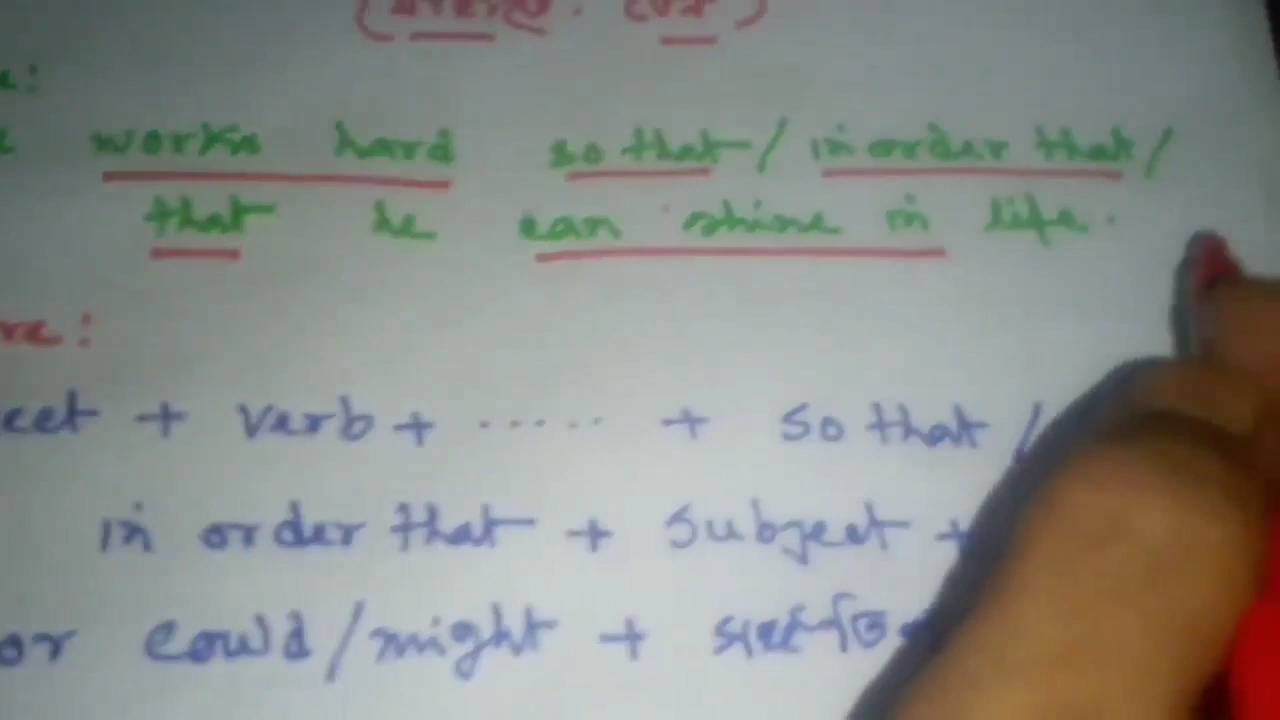 works hard so that / in order that /
that he can shine in life.
+ verb + ..... + so that /
in order that + subject +
or could/might +